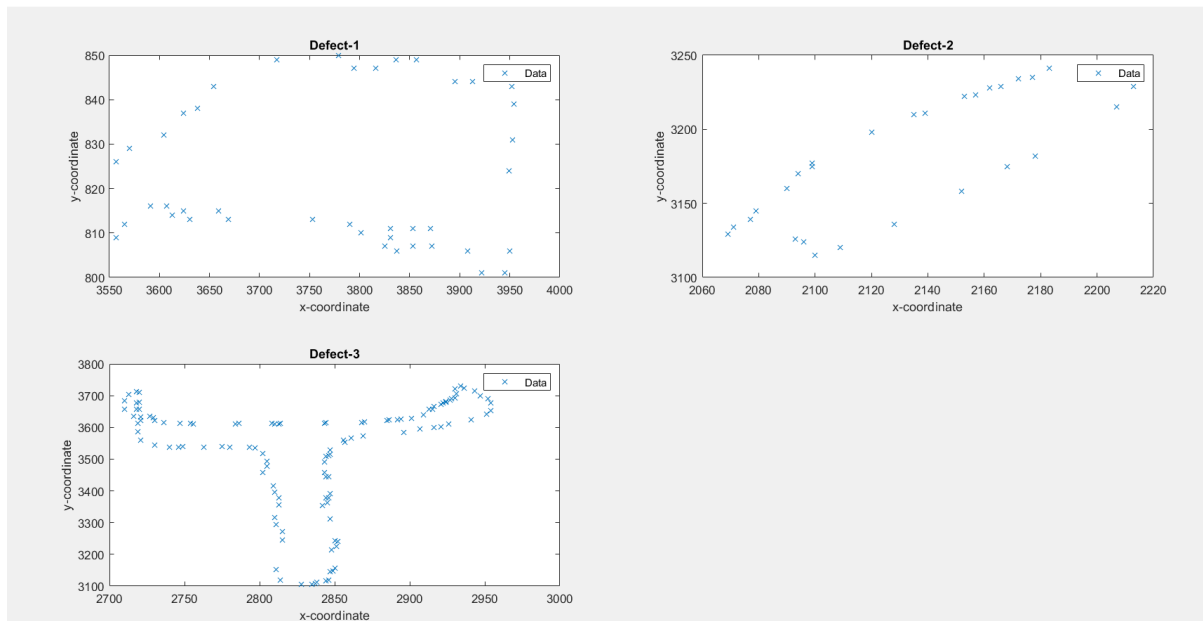 Defect-1
850
840
830
820
810
800
y-coordinate
3550 3600 3650 3700 3750 3800 3850 3900 3950 4000
x-coordinate
Data
Defect-2
3250
3200
3150
3100
y-coordinate
2060 2080 2100 2120 2140 2160 2180 2200 2220
x-coordinate
Data
Defect-3
3800
3700
3600
3500
3400
3300
3200
3100
y-coordinate
2700 2750 2800 2850 2900 2950 3000
x-coordinate
Data